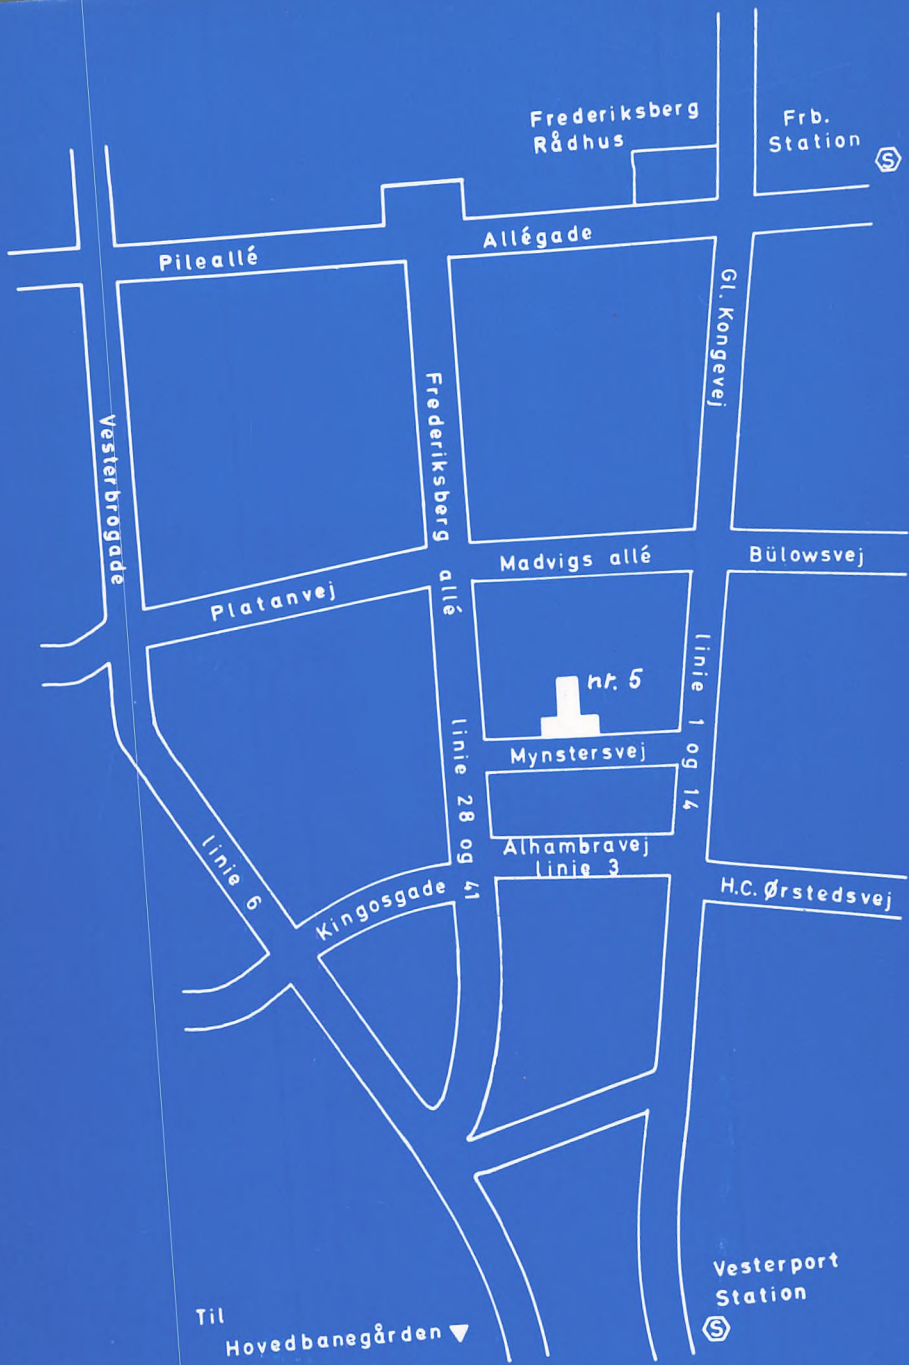 Frederiksberg
Rådhus
Frb.
Station
S
Allégade
Pileallé
Gl. Kongevej
Frederiksberg allé
Vesterbrogade
Madvigs allé
Bülowsvej
Platanvej
linie 1 og 14
nr. 5
linie 28 og 41
Mynstersvej
linie 6
Alhambravej
linie 3
Kingosgade
H.C. Ørstedsvej
Vesterport
Station
S
Til
Hovedbanegården